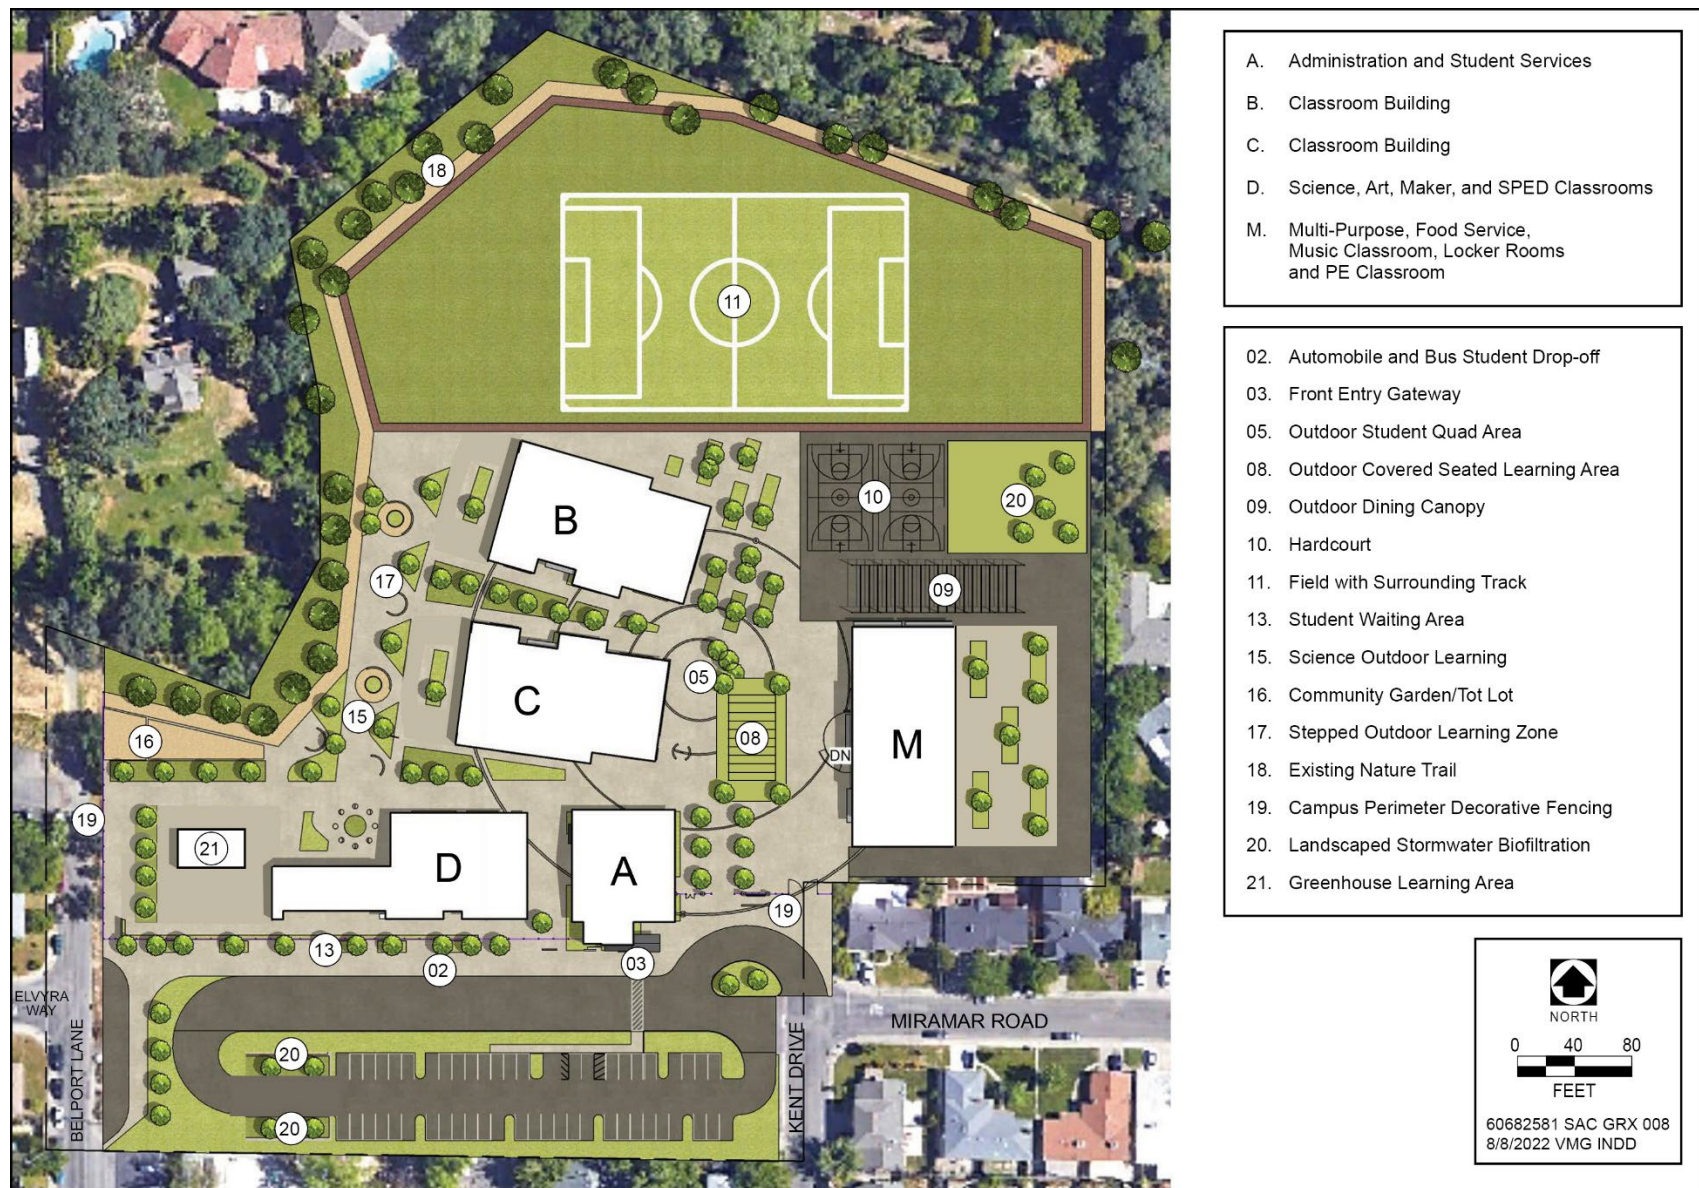 18
11
B
10
20
17
09
C
05
15
16
08
M
DN
19
21
D
A
19
13
02
03
ELVYRA
WAY
BELPORT LANE
MIRAMAR ROAD
KENT DRIVE
20
20
A. Administration and Student Services
B. Classroom Building
C. Classroom Building
D. Science, Art, Maker, and SPED Classrooms
M. Multi-Purpose, Food Service,
Music Classroom, Locker Rooms
and PE Classroom
02. Automobile and Bus Student Drop-off
03. Front Entry Gateway
05. Outdoor Student Quad Area
08. Outdoor Covered Seated Learning Area
09. Outdoor Dining Canopy
10. Hardcourt
11. Field with Surrounding Track
13. Student Waiting Area
15. Science Outdoor Learning
16. Community Garden/Tot Lot
17. Stepped Outdoor Learning Zone
18. Existing Nature Trail
19. Campus Perimeter Decorative Fencing
20. Landscaped Stormwater Biofiltration
21. Greenhouse Learning Area
NORTH
0 40 80
FEET
60682581 SAC GRX 008
8/8/2022 VMG INDD